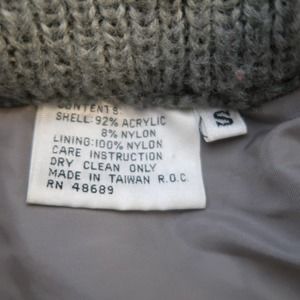 CONTENTS:
SHELL: 92% ACRYLIC
8% NYLON
LINING: 100% NYLON
CARE INSTRUCTION
DRY CLEAN ONLY
MADE IN TAIWAN R.O.C.
RN 48689
S